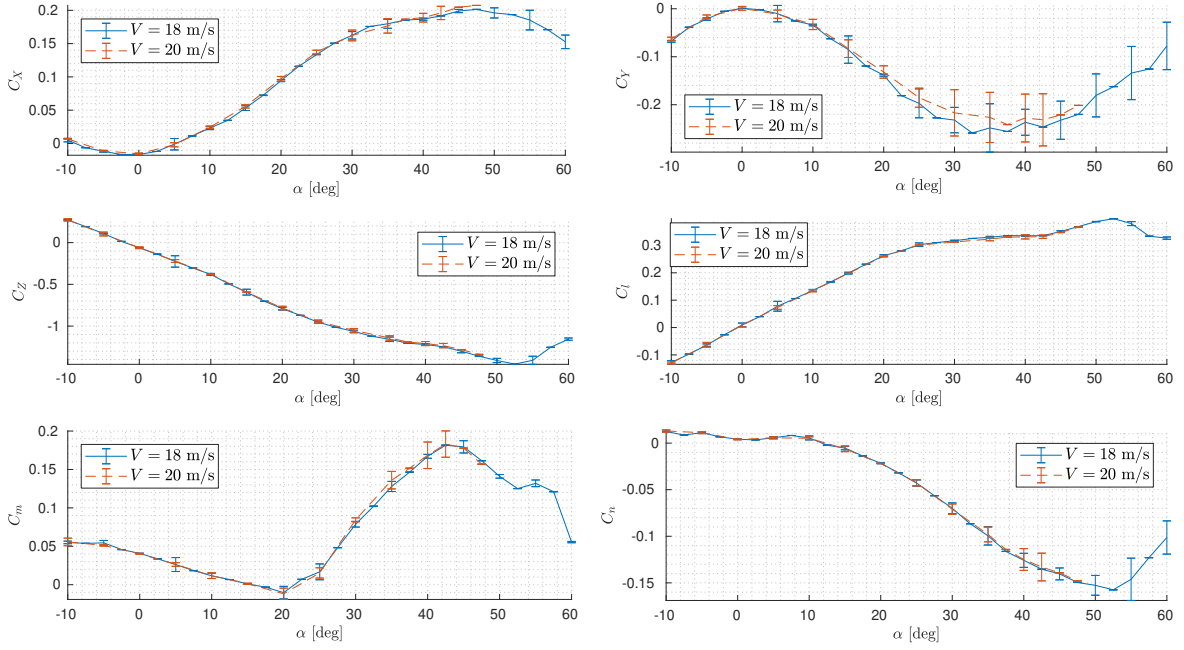 0.2
0.15
0.1
0.05
0
C_X
V = 18 m/s
V = 20 m/s
-10 0 10 20 30 40 50 60
α [deg]
0
-0.1
-0.2
C_Y
V = 18 m/s
V = 20 m/s
-10 0 10 20 30 40 50 60
α [deg]
0
-0.5
-1
C_Z
V = 18 m/s
V = 20 m/s
-10 0 10 20 30 40 50 60
α [deg]
0.3
0.2
0.1
0
-0.1
C_l
V = 18 m/s
V = 20 m/s
-10 0 10 20 30 40 50 60
α [deg]
0.2
0.15
0.1
0.05
0
C_m
V = 18 m/s
V = 20 m/s
-10 0 10 20 30 40 50 60
α [deg]
0
-0.05
-0.1
-0.15
C_n
V = 18 m/s
V = 20 m/s
-10 0 10 20 30 40 50 60
α [deg]